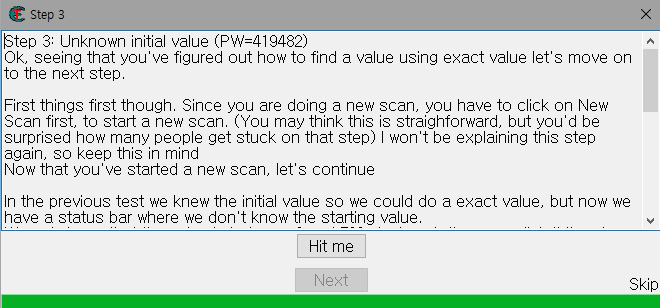 Step 3
Step 3: Unknown initial value (PW=419482)
Ok, seeing that you've figured out how to find a value using exact value let's move on
to the next step.
First things first though. Since you are doing a new scan, you have to click on New
Scan first, to start a new scan. (You may think this is straighforward, but you'd be
surprised how many people get stuck on that step) I won't be explaining this step
again, so keep this in mind
Now that you've started a new scan, let's continue
In the previous test we knew the initial value so we could do a exact value, but now we
have a status bar where we don't know the starting value.
Hit me
Next
Skip